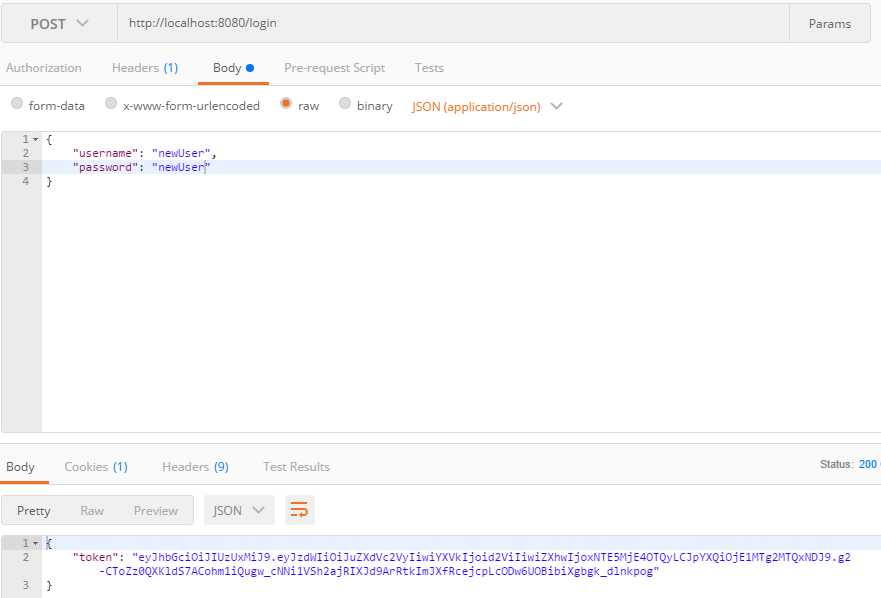 POST
http://localhost:8080/login
Params
Authorization Headers (1) Body Pre-request Script Tests
form-data x-www-form-urlencoded raw binary JSON (application/json)
1 {
2 "username": "newUser",
3 "password": "newUser"
4 }
Body Cookies (1) Headers (9) Test Results Status: 200
Pretty Raw Preview JSON
1 {
2 "token": "eyJhbGciOiJIUzUxMiJ9.eyJzdWIiOiJuZXdVc2VyIiwiYXVkIjoid2ViIiwiZXhwIjoxNTE5MjE4OTQyLCJpYXQiOjE1MTg2MTQxNDJ9.g2
-CToZz0QXKldS7ACohm1iQugw_cNNi1VSh2ajRIXJd9ArRtkImJXfRcejcpLcODw6UOBibiXgbgk_dlnkpog"
3 }